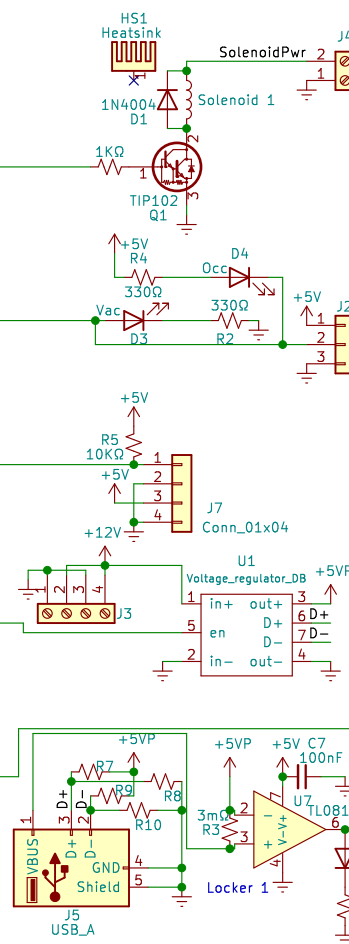 HS1
Heatsink
J4
SolenoidPwr
2
1
1
1N4004
D1
Solenoid 1
2
1KΩ
1
3
TIP102
Q1
+5V
R4
D4
Occ
330Ω
+5V
J2
Vac
330Ω
1
D3
R2
2
3
+5V
R5
10KΩ
1
+5V
2
3
4
J7
Conn_01x04
+12V
U1
Voltage_regulator_DB
+5VP
1 2 3 4
J3
1 in+ out+ 3
D+ 6 D+
5 en
D- 7 D-
2 in- out- 4
+5VP
+5VP
+5V C7
100nF
R7
R9
R8
R10
D+
D-
1 3 2
VBUS
D+
D-
GND 4
Shield 5
J5
USB_A
3mΩ
R3
2
3
7
U7
TL081
-
+
V-V+
6
4
Locker 1